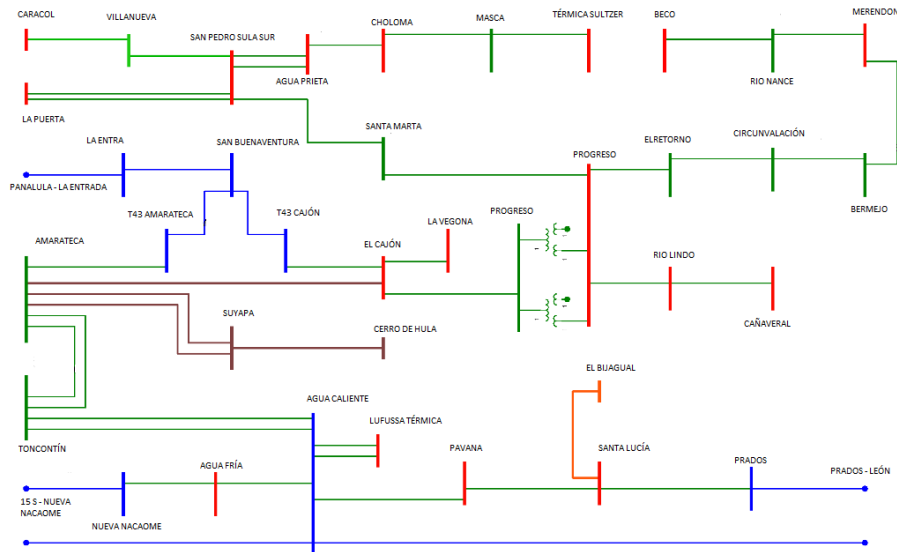 CARACOL
VILLANUEVA
SAN PEDRO SULA SUR
CHOLOMA
MASCA
TÉRMICA SULTZER
BECO
MERENDON
AGUA PRIETA
RIO NANCE
LA PUERTA
SANTA MARTA
LA ENTRA
SAN BUENAVENTURA
PROGRESO
ELRETORNO
CIRCUNVALACIÓN
PANALULA - LA ENTRADA
BERMEJO
T43 AMARATECA
T43 CAJÓN
LA VEGONA
PROGRESO
AMARATECA
EL CAJÓN
RIO LINDO
SUYAPA
CERRO DE HULA
CAÑAVERAL
EL BIJAGUAL
AGUA CALIENTE
LUFUSSA TÉRMICA
TONCONTÍN
AGUA FRÍA
PAVANA
SANTA LUCÍA
PRADOS
PRADOS - LEÓN
15 S - NUEVA
NACAOME
NUEVA NACAOME